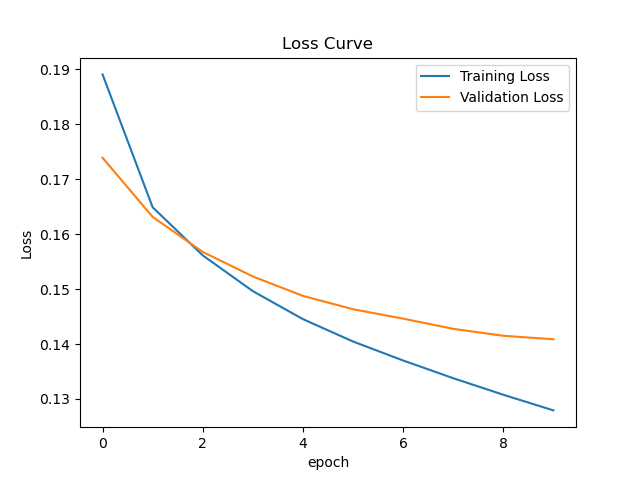 Loss Curve
Training Loss
Validation Loss
0.19
0.18
0.17
0.16
0.15
0.14
0.13
Loss
0 2 4 6 8
epoch